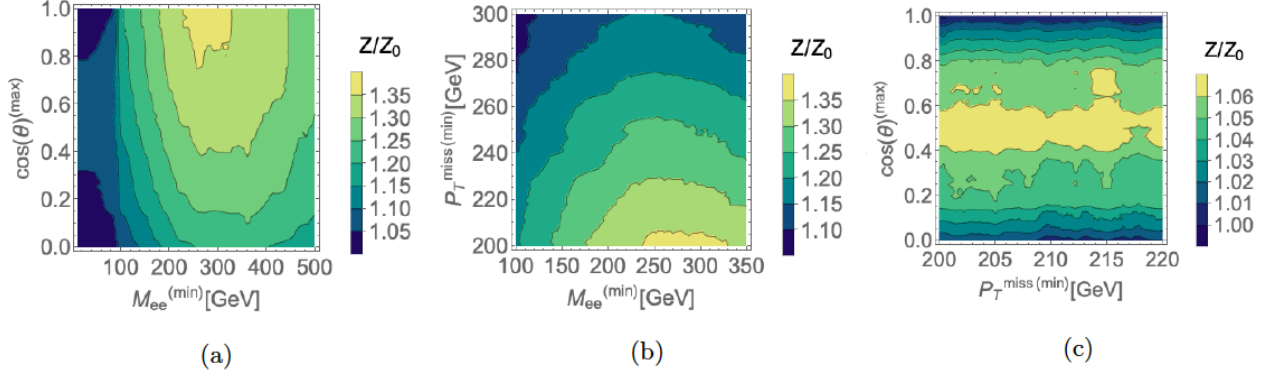 1.0
0.8
0.6
0.4
0.2
0.0
cos(θ)^(max)
100 200 300 400 500
M_ee^(min)[GeV]
Z/Z_0
1.35
1.30
1.25
1.20
1.15
1.10
1.05
(a)
300
280
260
240
220
200
P_T^miss (min)[GeV]
100 150 200 250 300 350
M_ee^(min)[GeV]
Z/Z_0
1.35
1.30
1.25
1.20
1.15
1.10
(b)
1.0
0.8
0.6
0.4
0.2
0.0
cos(θ)^(max)
200 205 210 215 220
P_T^miss (min)[GeV]
Z/Z_0
1.06
1.05
1.04
1.03
1.02
1.01
1.00
(c)